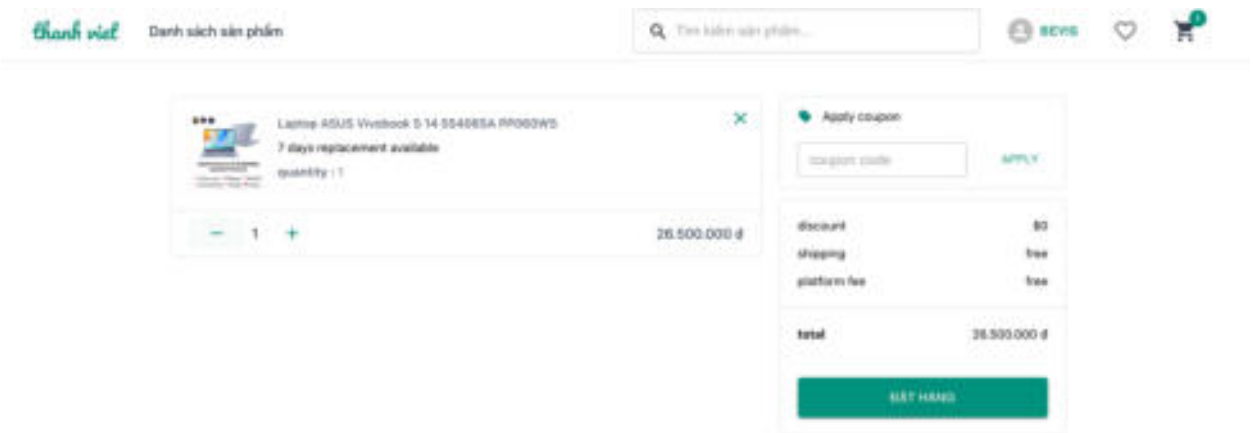 thanh viet
Danh sách sản phẩm
Tìm kiếm sản phẩm...
BEVIS
1
Laptop ASUS Vivobook S 14
7 days replacement available
quantity : 1
1
26.500.000 đ
Apply coupon
coupon code
APPLY
discount $0
shipping free
platform fee free
total 26.500.000 đ
ĐẶT HÀNG